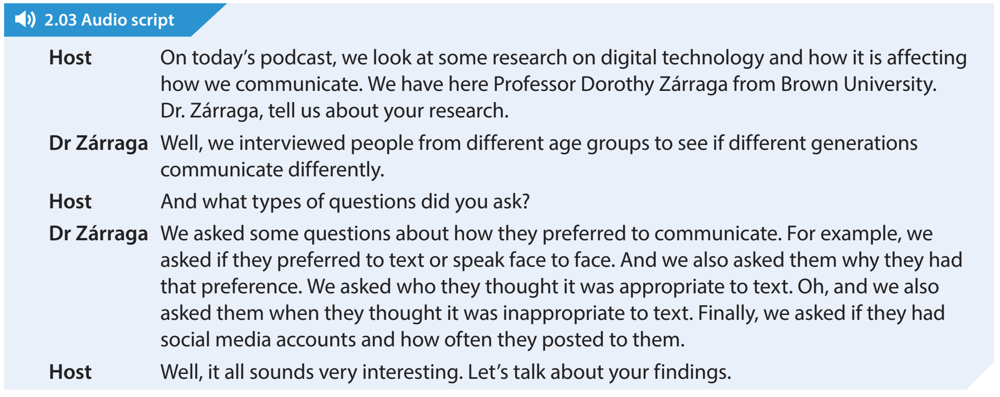 2.03 Audio script
Host On today’s podcast, we look at some research on digital technology and how it is affecting
how we communicate. We have here Professor Dorothy Zárraga from Brown University.
Dr. Zárraga, tell us about your research.
Dr Zárraga Well, we interviewed people from different age groups to see if different generations
communicate differently.
Host And what types of questions did you ask?
Dr Zárraga We asked some questions about how they preferred to communicate. For example, we
asked if they preferred to text or speak face to face. And we also asked them why they had
that preference. We asked who they thought it was appropriate to text. Oh, and we also
asked them when they thought it was inappropriate to text. Finally, we asked if they had
social media accounts and how often they posted to them.
Host Well, it all sounds very interesting. Let’s talk about your findings.